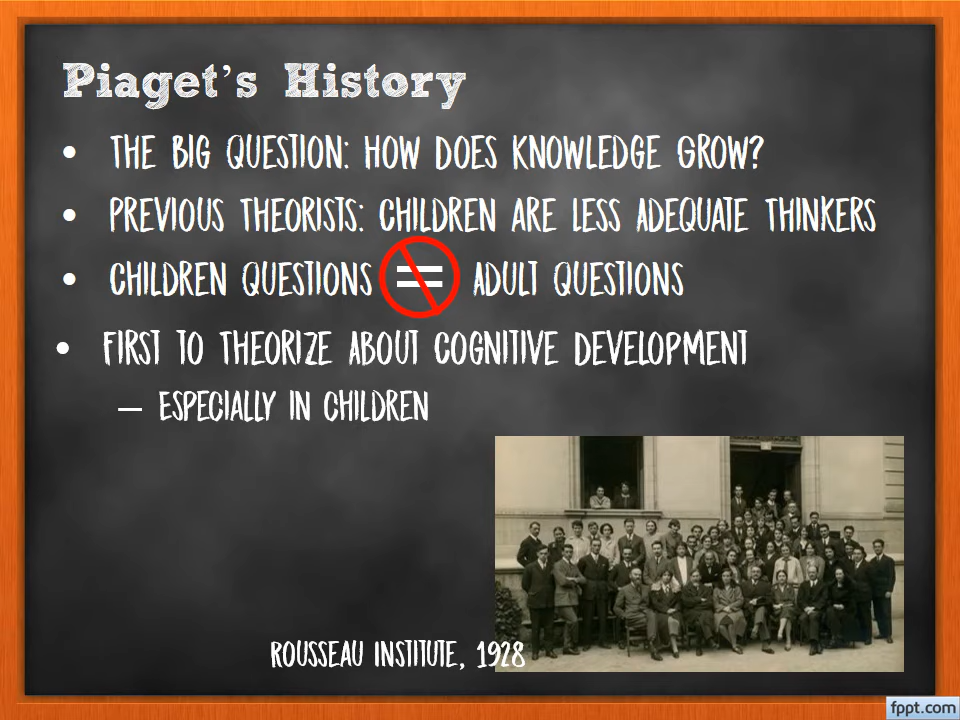 Piaget's History
• THE BIG QUESTION: HOW DOES KNOWLEDGE GROW?
• PREVIOUS THEORISTS: CHILDREN ARE LESS ADEQUATE THINKERS
• CHILDREN QUESTIONS = ADULT QUESTIONS
• FIRST TO THEORIZE ABOUT COGNITIVE DEVELOPMENT
– ESPECIALLY IN CHILDREN
ROUSSEAU INSTITUTE, 1928
fppt.com